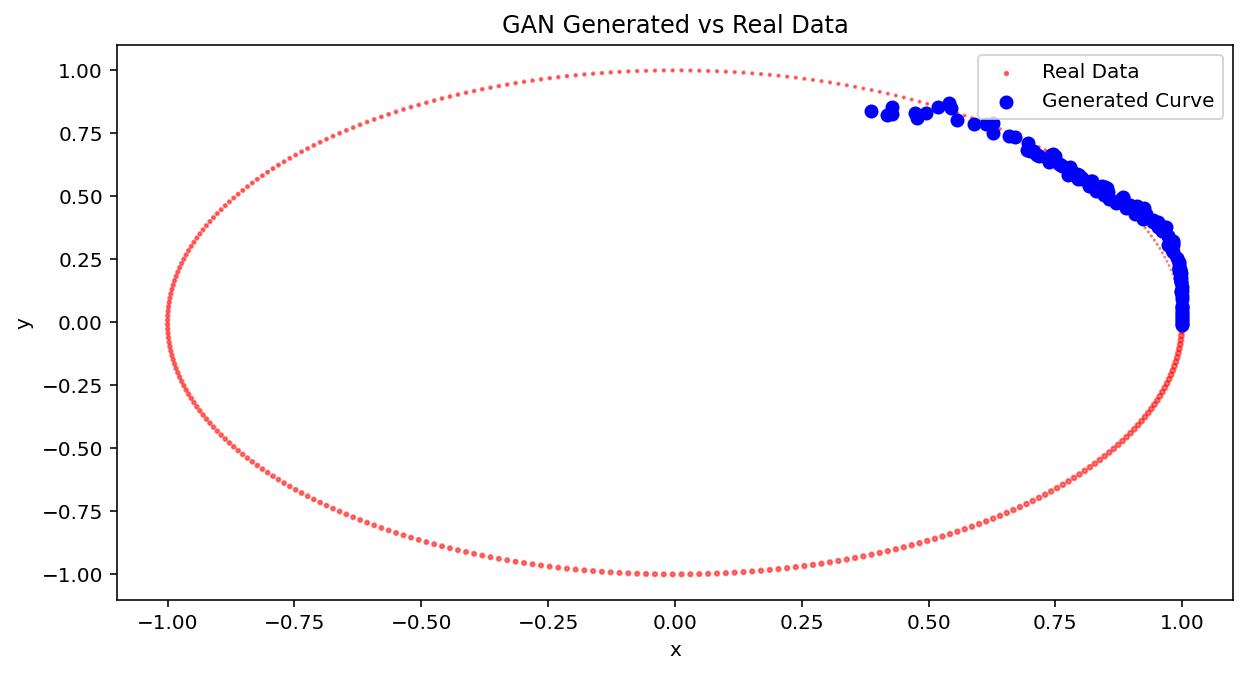 GAN Generated vs Real Data
Real Data
Generated Curve
1.00
0.75
0.50
0.25
0.00
−0.25
−0.50
−0.75
−1.00
y
−1.00 −0.75 −0.50 −0.25 0.00 0.25 0.50 0.75 1.00
x